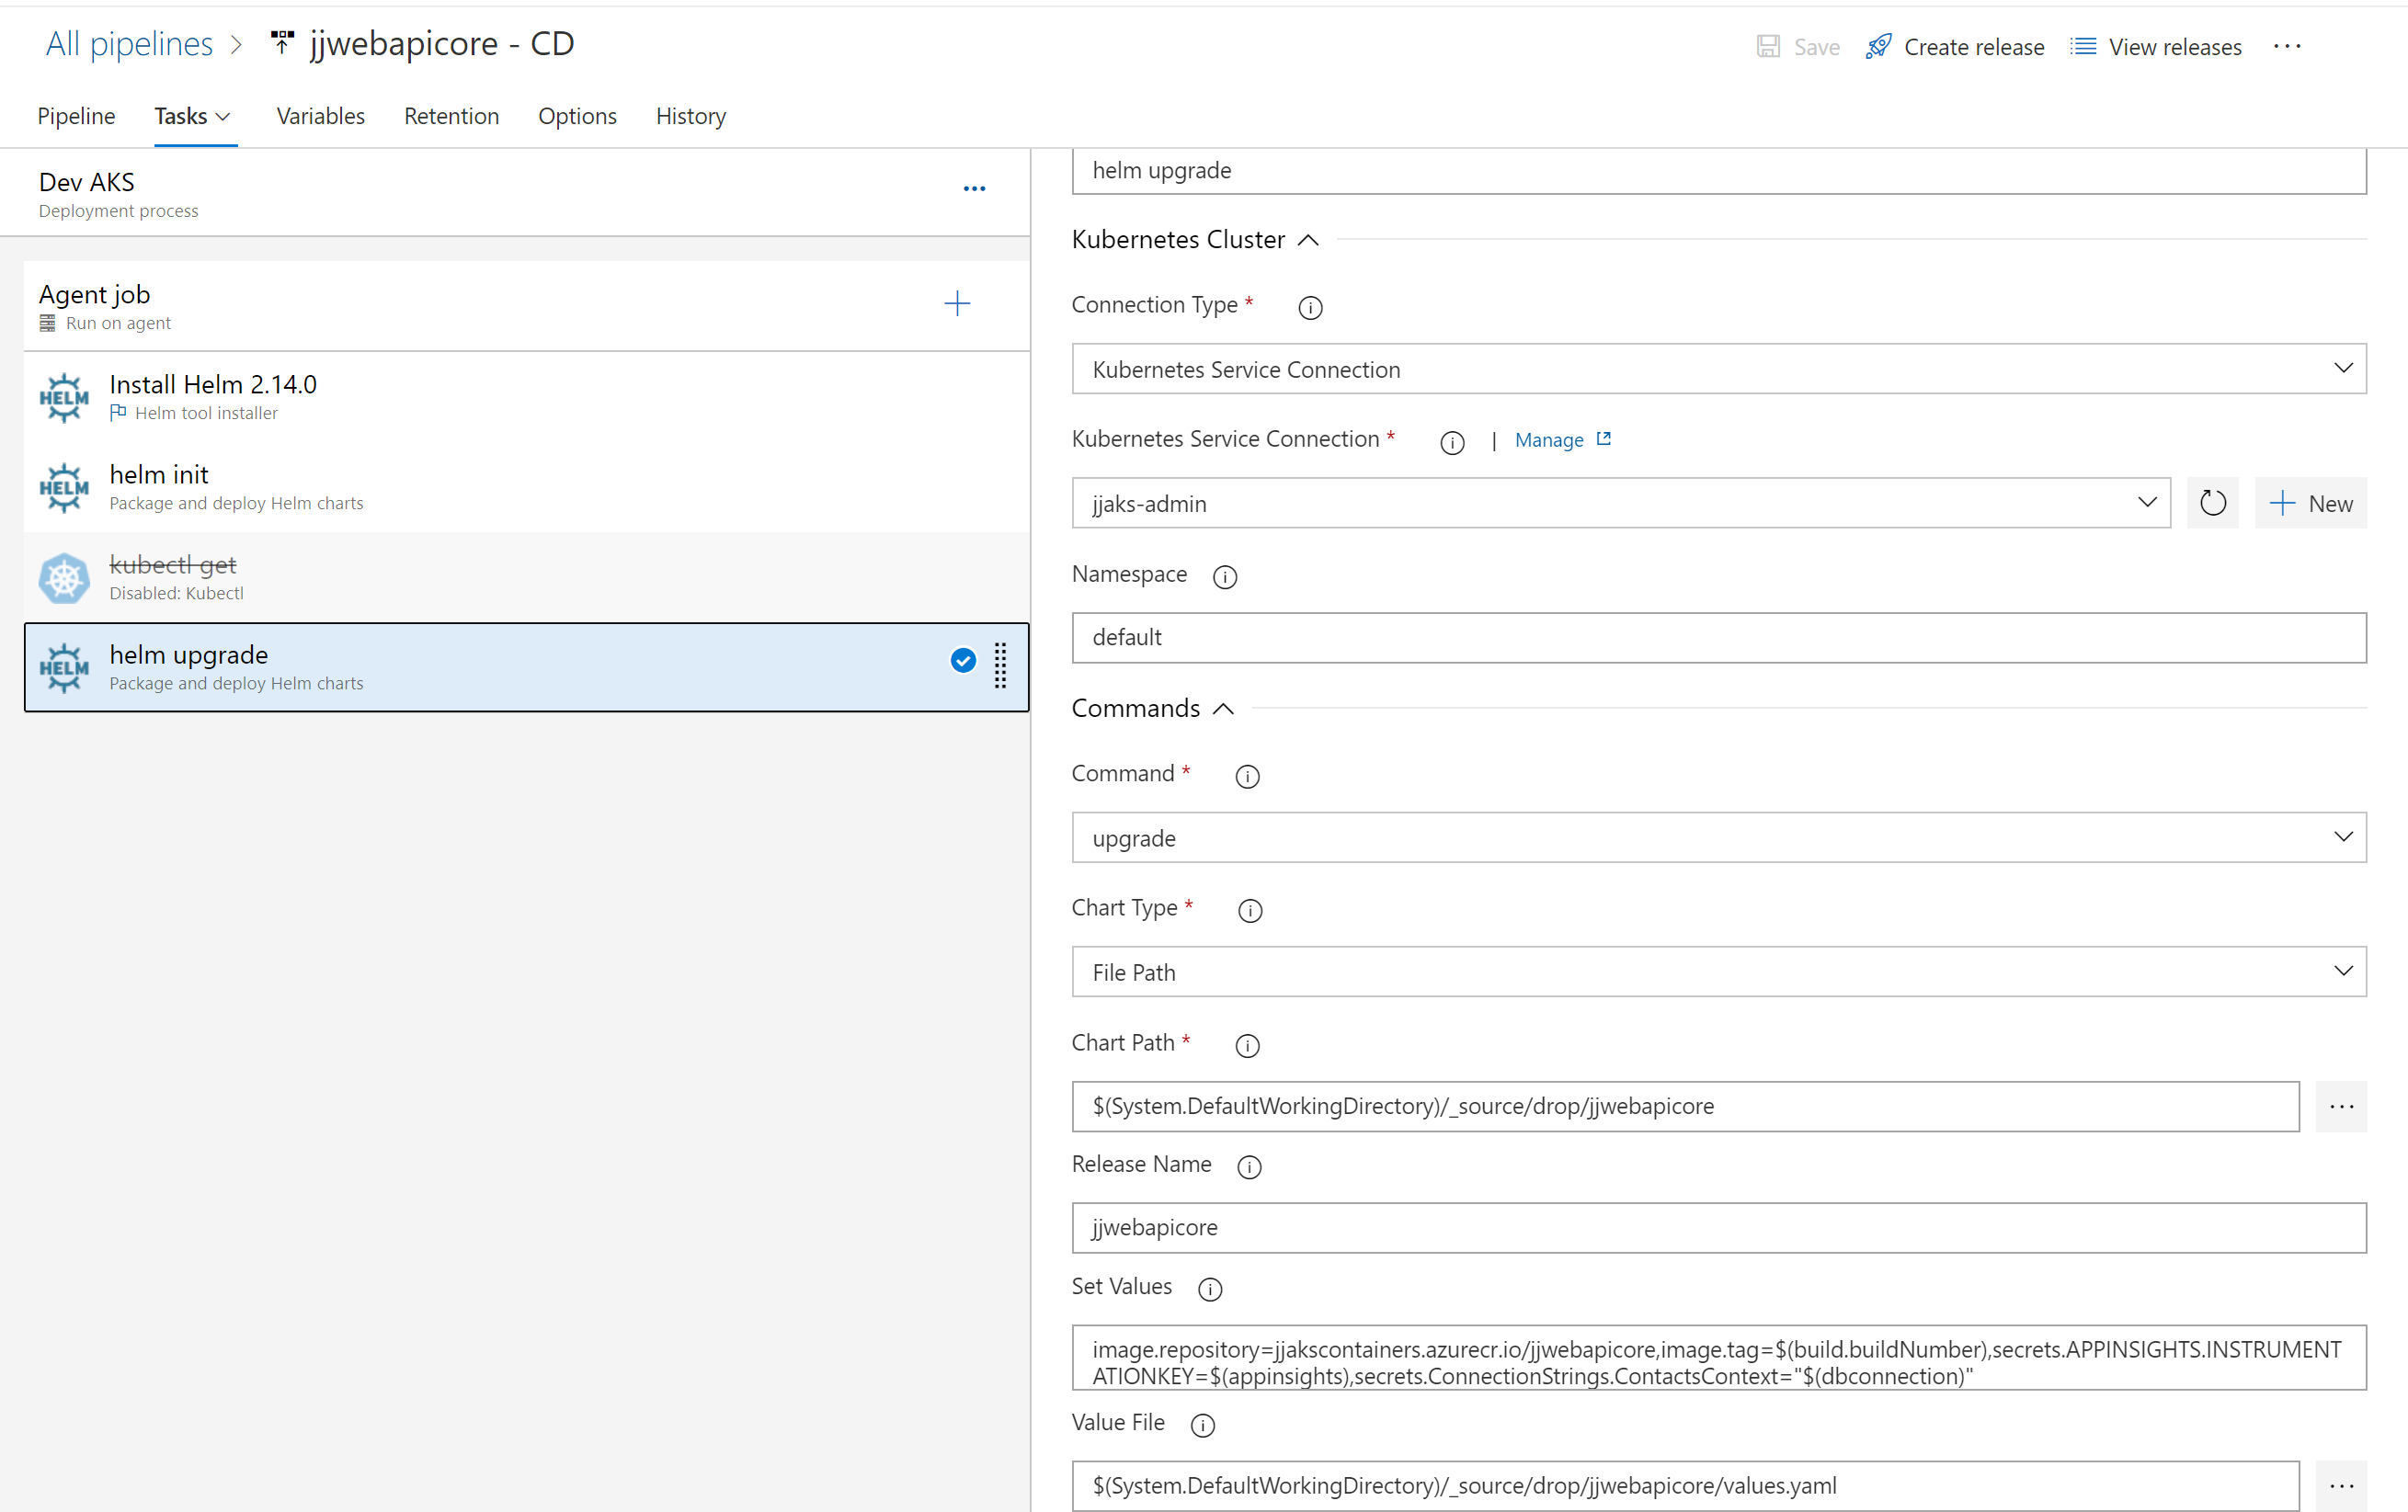 All pipelines > jjwebapicore - CD
Save Create release View releases ...
Pipeline Tasks Variables Retention Options History
Dev AKS
Deployment process
Agent job
Run on agent
HELM Install Helm 2.14.0
Helm tool installer
HELM helm init
Package and deploy Helm charts
kubectl get
Disabled: Kubectl
HELM helm upgrade
Package and deploy Helm charts
helm upgrade
Kubernetes Cluster
Connection Type *
Kubernetes Service Connection
Kubernetes Service Connection * | Manage
jjaks-admin
New
Namespace
default
Commands
Command *
upgrade
Chart Type *
File Path
Chart Path *
$(System.DefaultWorkingDirectory)/_source/drop/jjwebapicore
...
Release Name
jjwebapicore
Set Values
image.repository=jjakscontainers.azurecr.io/jjwebapicore,image.tag=$(build.buildNumber),secrets.APPINSIGHTS.INSTRUMENT
ATIONKEY=$(appinsights),secrets.ConnectionStrings.ContactsContext="$(dbconnection)"
Value File
$(System.DefaultWorkingDirectory)/_source/drop/jjwebapicore/values.yaml
...